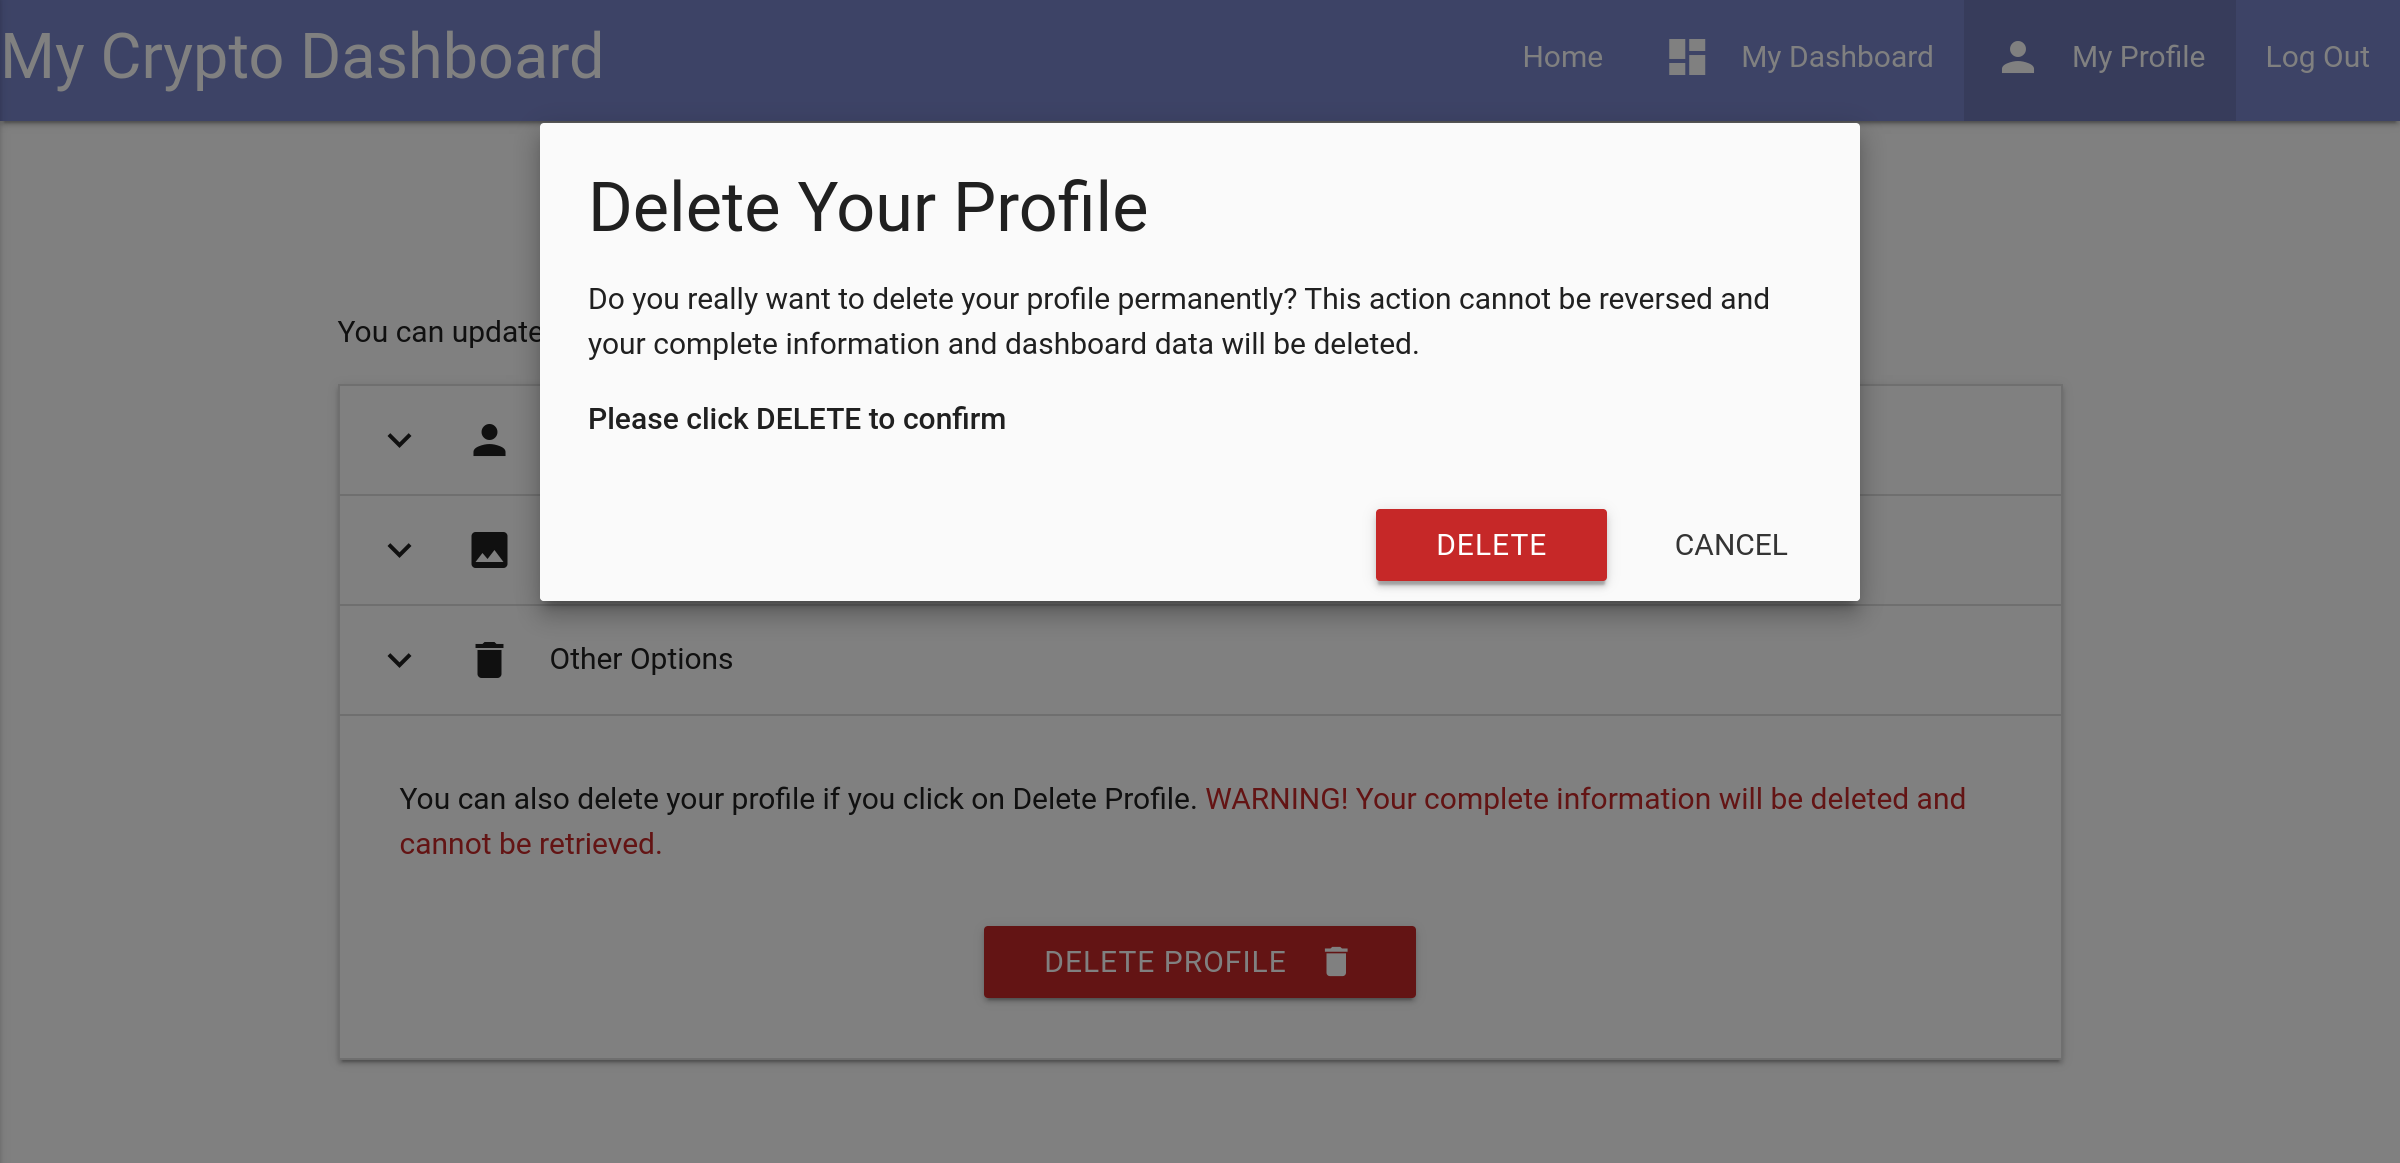 My Crypto Dashboard
Home
My Dashboard
My Profile
Log Out
Delete Your Profile
Do you really want to delete your profile permanently? This action cannot be reversed and
your complete information and dashboard data will be deleted.
Please click DELETE to confirm
DELETE
CANCEL
You can update
Other Options
You can also delete your profile if you click on Delete Profile. WARNING! Your complete information will be deleted and
cannot be retrieved.
DELETE PROFILE